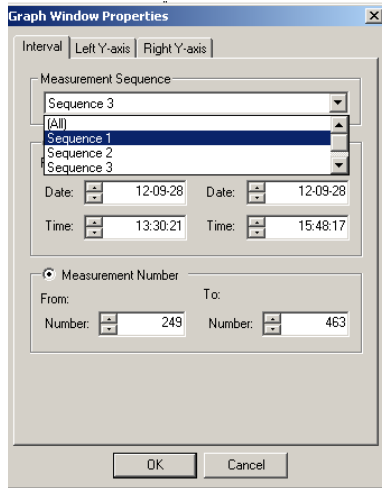 Graph Window Properties
Interval Left Y-axis Right Y-axis
Measurement Sequence
Sequence 3
(All)
Sequence 1
Sequence 2
Sequence 3
Date: 12-09-28 Date: 12-09-28
Time: 13:30:21 Time: 15:48:17
Measurement Number
From: To:
Number: 249 Number: 463
OK Cancel